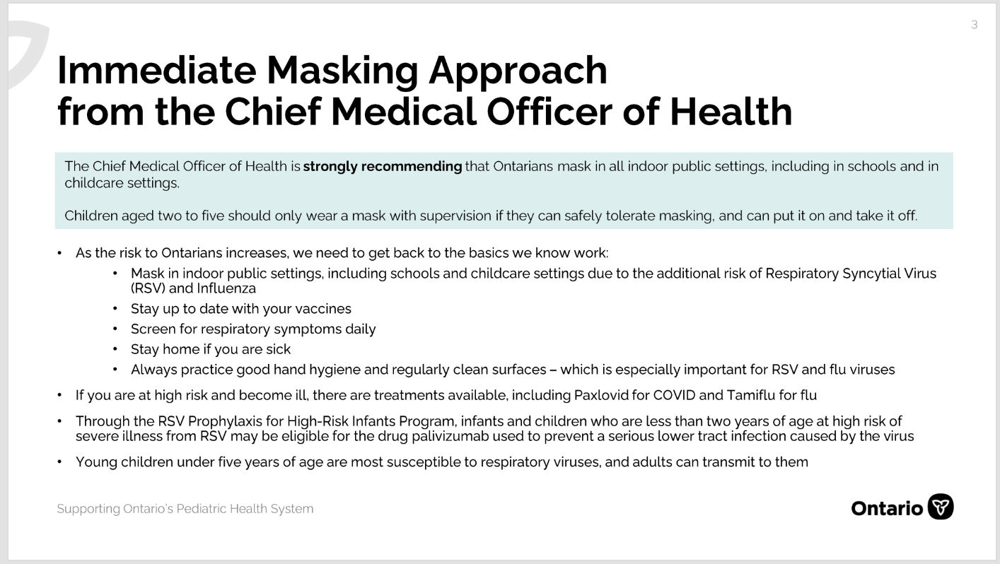 3
Immediate Masking Approach
from the Chief Medical Officer of Health
The Chief Medical Officer of Health is strongly recommending that Ontarians mask in all indoor public settings, including in schools and in
childcare settings.
Children aged two to five should only wear a mask with supervision if they can safely tolerate masking, and can put it on and take it off.
• As the risk to Ontarians increases, we need to get back to the basics we know work:
• Mask in indoor public settings, including schools and childcare settings due to the additional risk of Respiratory Syncytial Virus
(RSV) and Influenza
• Stay up to date with your vaccines
• Screen for respiratory symptoms daily
• Stay home if you are sick
• Always practice good hand hygiene and regularly clean surfaces – which is especially important for RSV and flu viruses
• If you are at high risk and become ill, there are treatments available, including Paxlovid for COVID and Tamiflu for flu
• Through the RSV Prophylaxis for High-Risk Infants Program, infants and children who are less than two years of age at high risk of
severe illness from RSV may be eligible for the drug palivizumab used to prevent a serious lower tract infection caused by the virus
• Young children under five years of age are most susceptible to respiratory viruses, and adults can transmit to them
Supporting Ontario's Pediatric Health System
Ontario